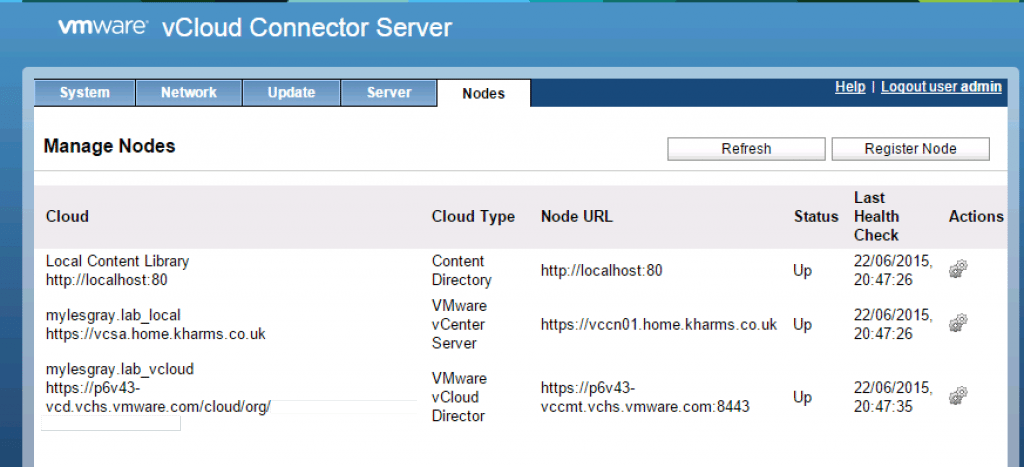 vmware vCloud Connector Server
System Network Update Server Nodes Help | Logout user admin
Manage Nodes Refresh Register Node
Cloud Cloud Type Node URL Status Last Health Check Actions
Local Content Library
http://localhost:80
Content
Directory
http://localhost:80
Up
22/06/2015,
20:47:26
mylesgray.lab_local
https://vcsa.home.kharms.co.uk
VMware
vCenter
Server
https://vccn01.home.kharms.co.uk
Up
22/06/2015,
20:47:26
mylesgray.lab_vcloud
https://p6v43-
vcd.vchs.vmware.com/cloud/org/
VMware
vCloud
Director
https://p6v43-
vccmt.vchs.vmware.com:8443
Up
22/06/2015,
20:47:35